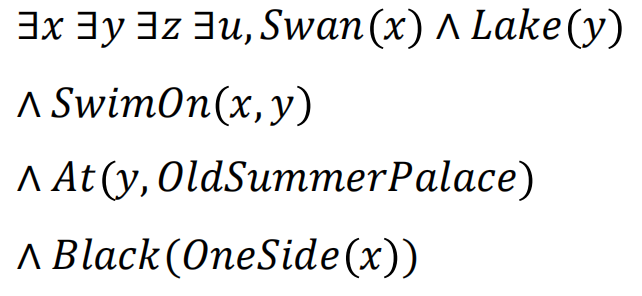 ∃x ∃y ∃z ∃u, Swan(x) ∧ Lake(y)
∧ SwimOn(x, y)
∧ At(y, OldSummerPalace)
∧ Black(OneSide(x))